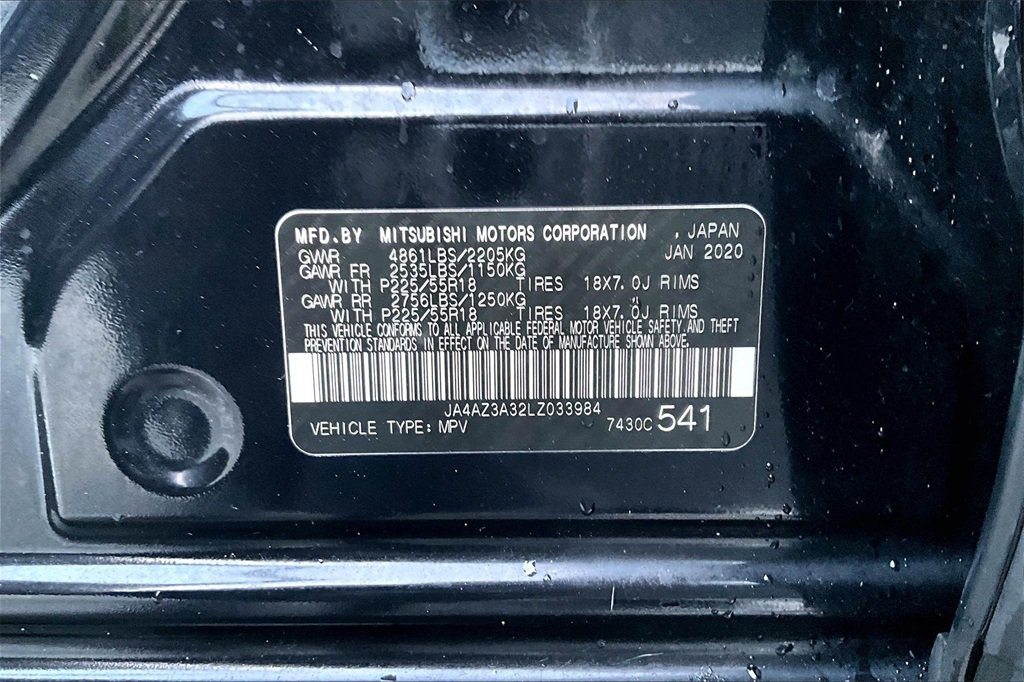 MFD.BY MITSUBISHI MOTORS CORPORATION , JAPAN
GVWR 4861LBS/2205KG JAN 2020
GAWR FR 2535LBS/1150KG
WITH P225/55R18 TIRES 18X7.0J RIMS
GAWR RR 2756LBS/1250KG
WITH P225/55R18 TIRES 18X7.0J RIMS
THIS VEHICLE CONFORMS TO ALL APPLICABLE FEDERAL MOTOR VEHICLE SAFETY AND THEFT
PREVENTION STANDARDS IN EFFECT ON THE DATE OF MANUFACTURE SHOWN ABOVE.
JA4AZ3A32LZ033984
VEHICLE TYPE: MPV 7430C 541